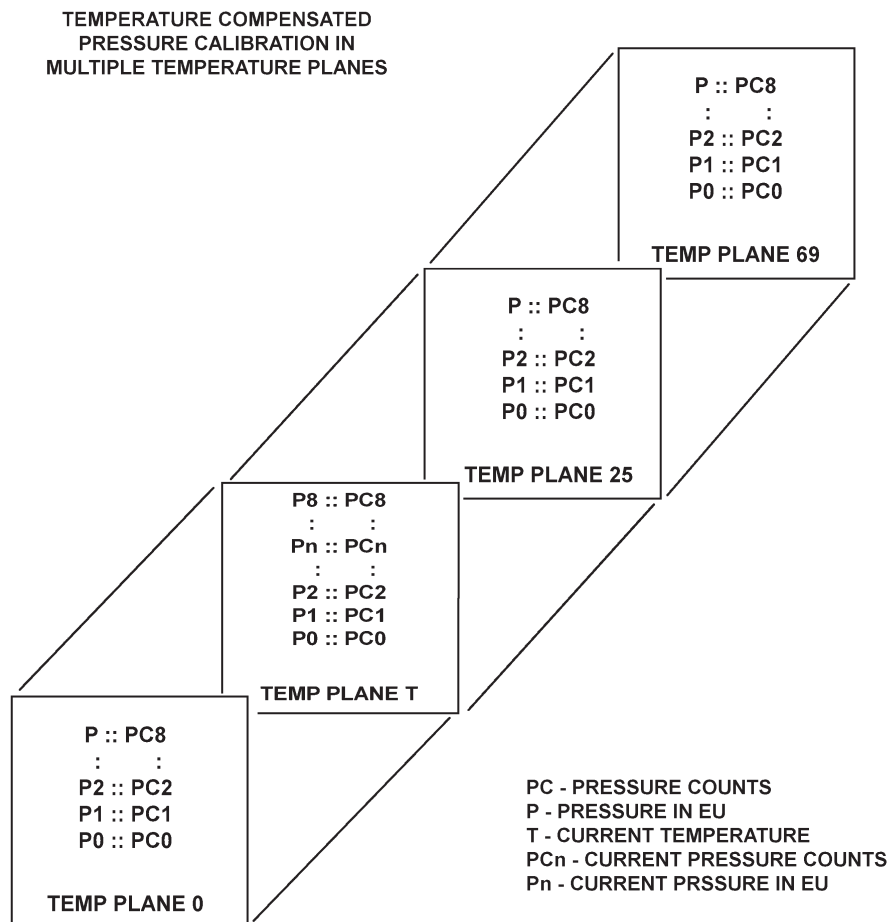 TEMPERATURE COMPENSATED
PRESSURE CALIBRATION IN
MULTIPLE TEMPERATURE PLANES
P :: PC8
: :
P2 :: PC2
P1 :: PC1
P0 :: PC0
TEMP PLANE 69
P :: PC8
: :
P2 :: PC2
P1 :: PC1
P0 :: PC0
TEMP PLANE 25
P8 :: PC8
: :
Pn :: PCn
: :
P2 :: PC2
P1 :: PC1
P0 :: PC0
TEMP PLANE T
P :: PC8
: :
P2 :: PC2
P1 :: PC1
P0 :: PC0
TEMP PLANE 0
PC - PRESSURE COUNTS
P - PRESSURE IN EU
T - CURRENT TEMPERATURE
PCn - CURRENT PRESSURE COUNTS
Pn - CURRENT PRSSURE IN EU